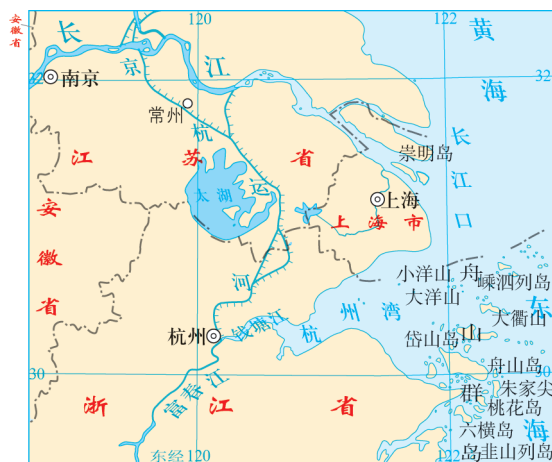 安徽省
120
122
长江
黄海
京杭运河
32
南京
32
常州
江苏省
崇明岛
长江口
太湖
上海
上海市
安徽省
小洋山
大洋山
舟山群岛
嵊泗列岛
东海
杭州湾
大衢山
岱山岛
杭州
钱塘江
舟山岛
30
30
朱家尖
桃花岛
浙江省
富春江
六横岛
韭山列岛
东经120
122